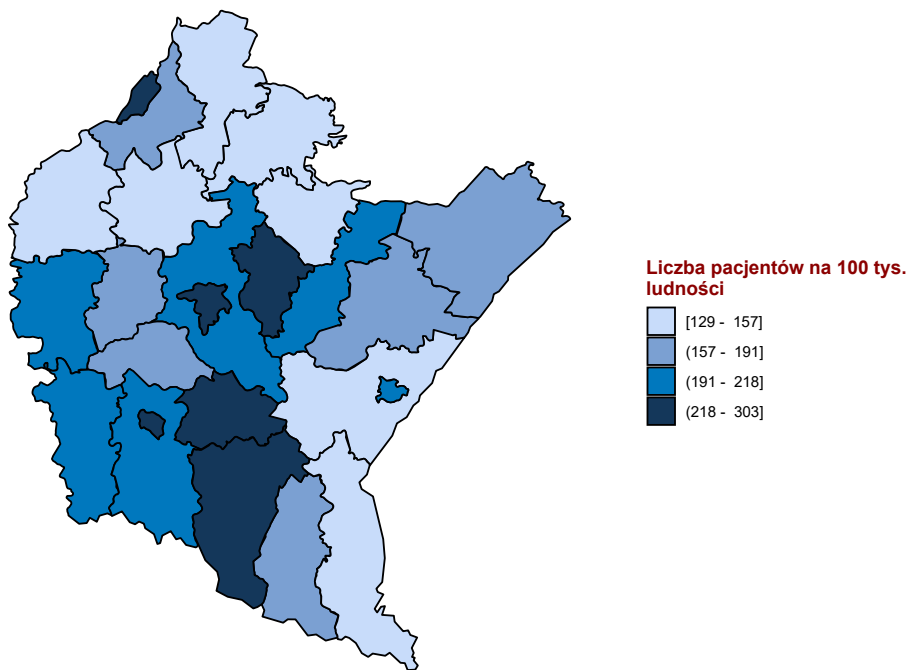 Liczba pacjentów na 100 tys.
ludności
[129 - 157]
(157 - 191]
(191 - 218]
(218 - 303]